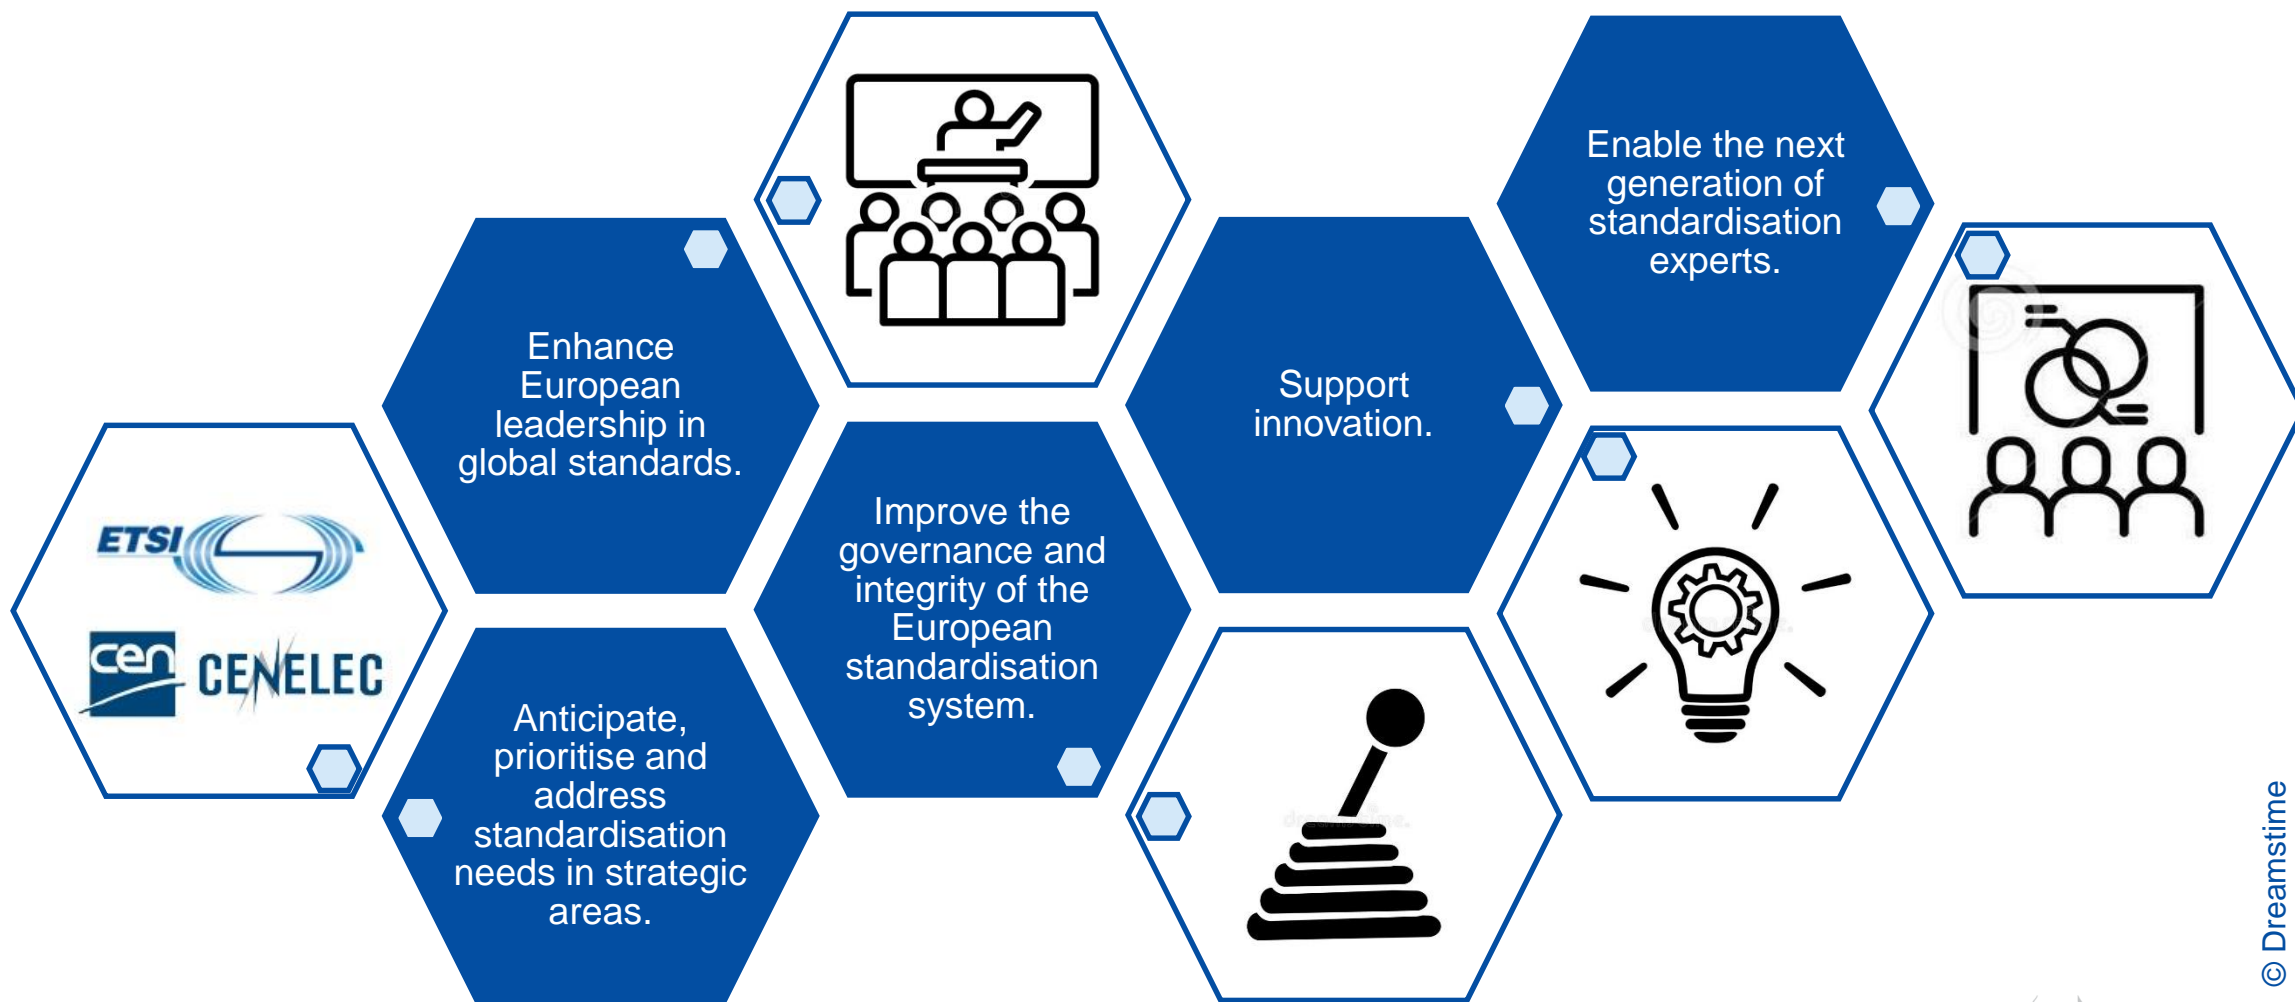 ETSI
cen
CENELEC
Anticipate,
prioritise and
address
standardisation
needs in strategic
areas.
Enhance
European
leadership in
global standards.
Improve the
governance and
integrity of the
European
standardisation
system.
Support
innovation.
Enable the next
generation of
standardisation
experts.
dreamstime.
© Dreamstime